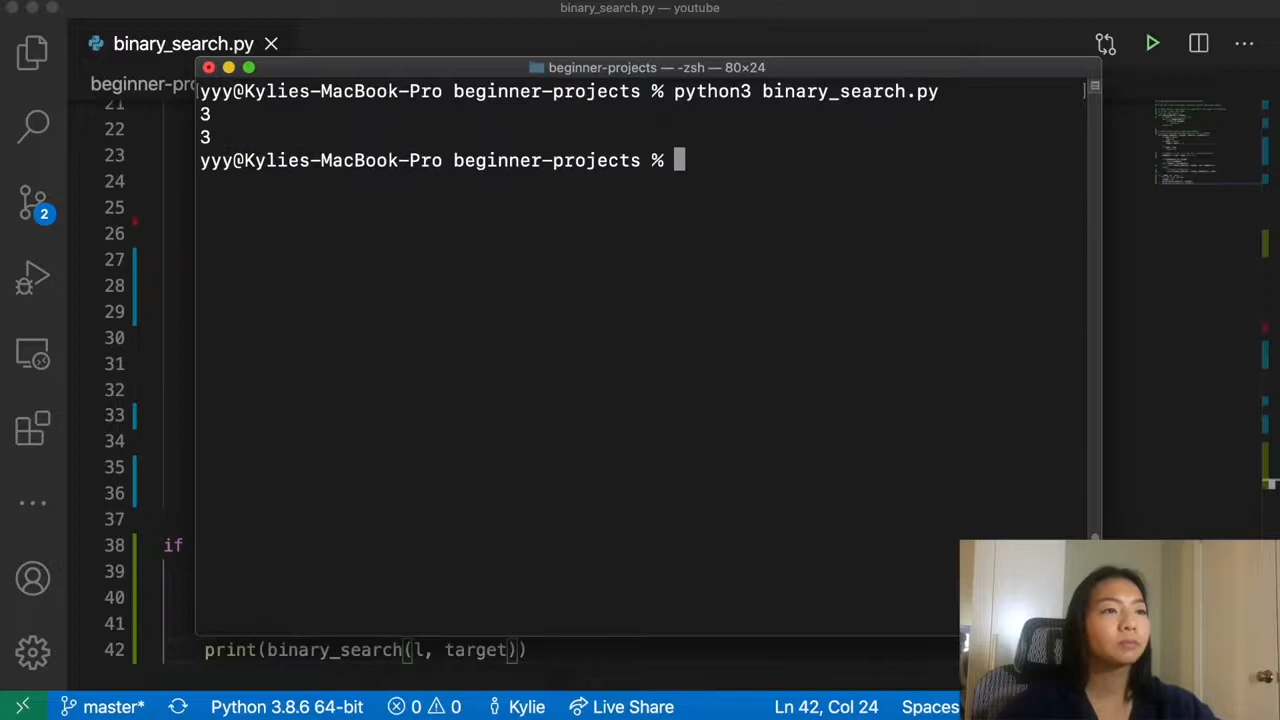 binary_search.py — youtube
binary_search.py
beginner-pro
beginner-projects — -zsh — 80×24
yyy@Kylies-MacBook-Pro beginner-projects % python3 binary_search.py
3
3
yyy@Kylies-MacBook-Pro beginner-projects %
21
22
23
24
25
26
27
28
29
30
31
32
33
34
35
36
37
38 if
39
40
41
42 print(binary_search(l, target))
2
master* Python 3.8.6 64-bit 0 0 Kylie Live Share Ln 42, Col 24 Spaces